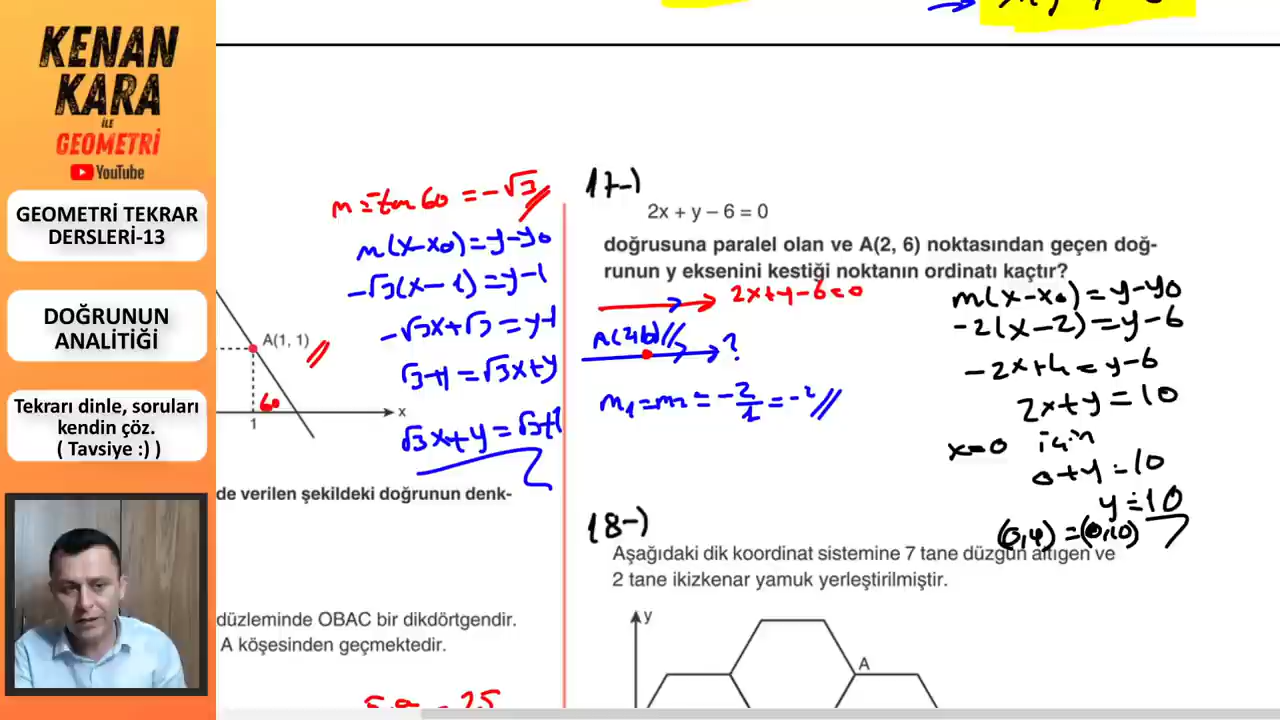 KENAN
KARA
İLE
GEOMETRİ
YouTube
GEOMETRİ TEKRAR
DERSLERİ-13
DOĞRUNUN
ANALİTİĞİ
Tekrarı dinle, soruları
kendin çöz.
( Tavsiye :) )
m = -tan 60 = -√3
m(x-x0) = y-y0
-√3(x-1) = y-1
-√3x+√3 = y-1
√3+1 = √3x+y
√3x+y = √3+1
A(1, 1)
60
1
x
de verilen şekildeki doğrunun denk-
düzleminde OBAC bir dikdörtgendir.
A köşesinden geçmektedir.
17-)
2x + y – 6 = 0
doğrusuna paralel olan ve A(2, 6) noktasından geçen doğ-
runun y eksenini kestiği noktanın ordinatı kaçtır?
2x+y-6=0
A(2,6)
?
m1 = m2 = -2/1 = -2
m(x-x0) = y-y0
-2(x-2) = y-6
-2x+4 = y-6
2x+y = 10
x=0 için
0+y = 10
y = 10
(0,y) = (0,10)
18-)
Aşağıdaki dik koordinat sistemine 7 tane düzgün altıgen ve
2 tane ikizkenar yamuk yerleştirilmiştir.
y
A